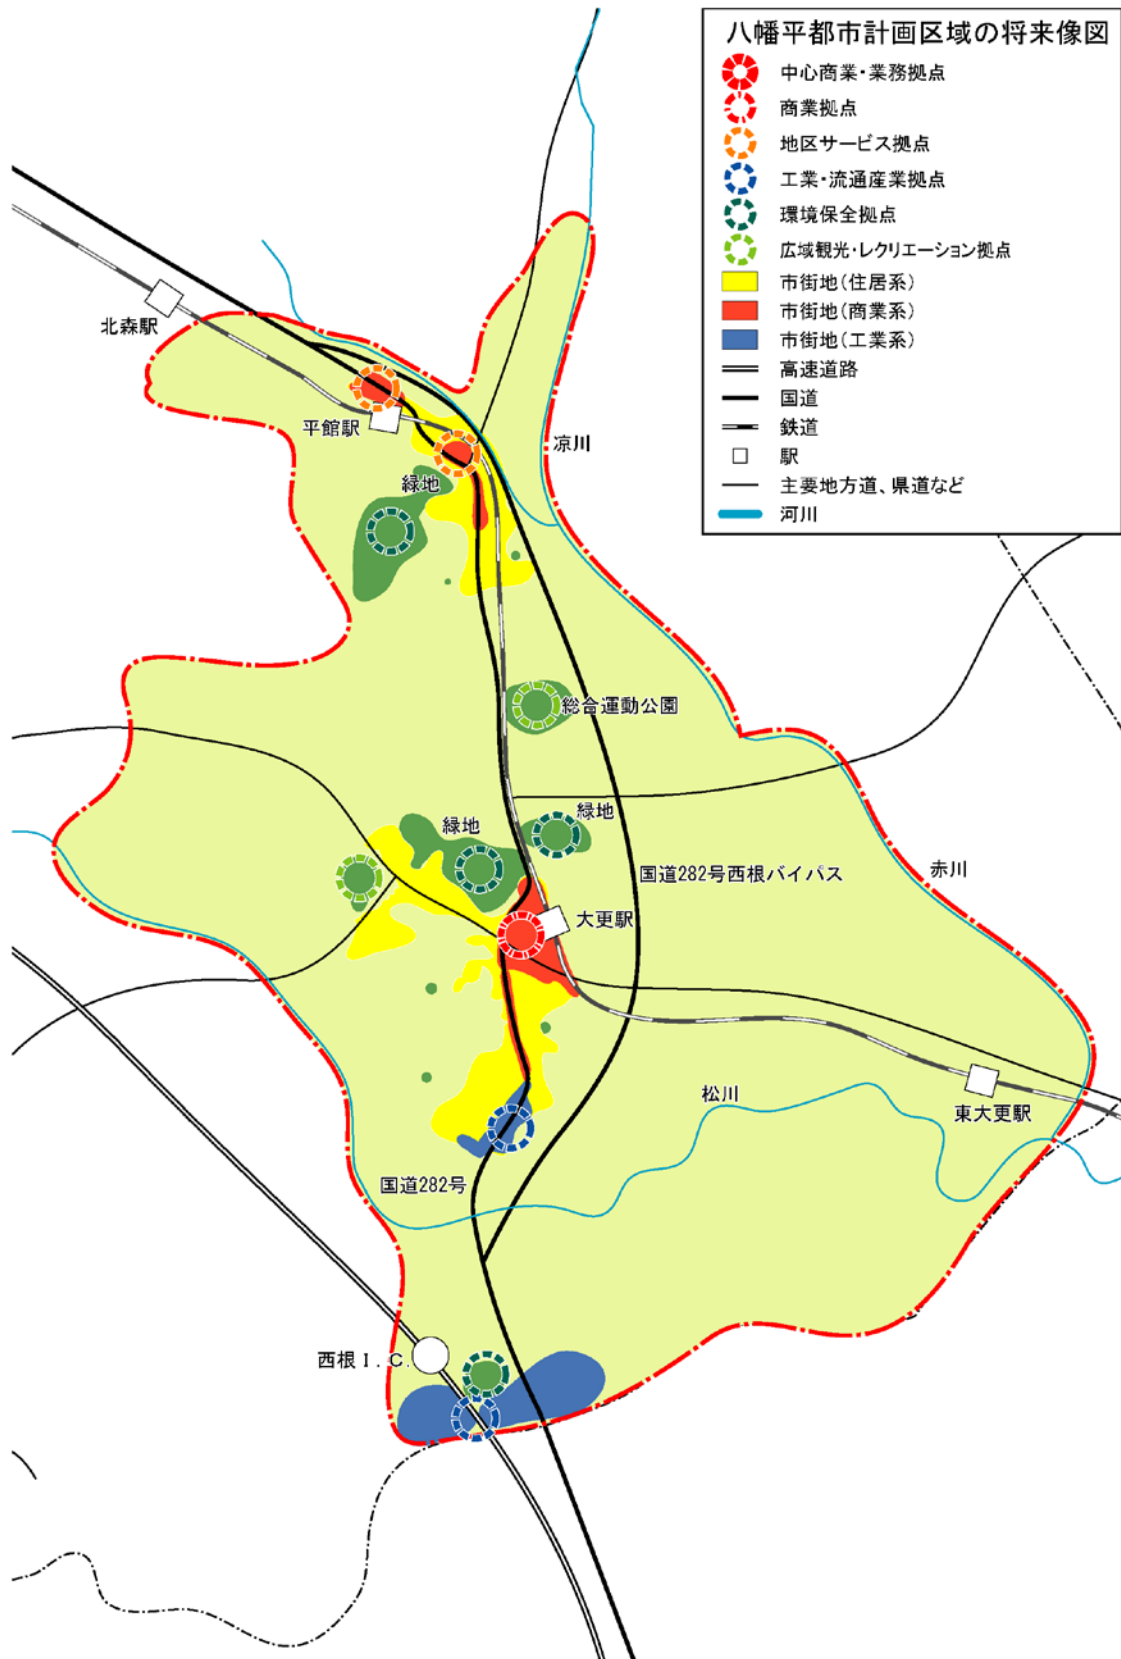 八幡平都市計画区域の将来像図
中心商業・業務拠点
商業拠点
地区サービス拠点
工業・流通産業拠点
環境保全拠点
広域観光・レクリエーション拠点
市街地(住居系)
市街地(商業系)
市街地(工業系)
高速道路
国道
鉄道
駅
主要地方道、県道など
河川
北森駅
平館駅
涼川
緑地
総合運動公園
緑地
緑地
国道282号西根バイパス
赤川
大更駅
松川
東大更駅
国道282号
西根I.C.